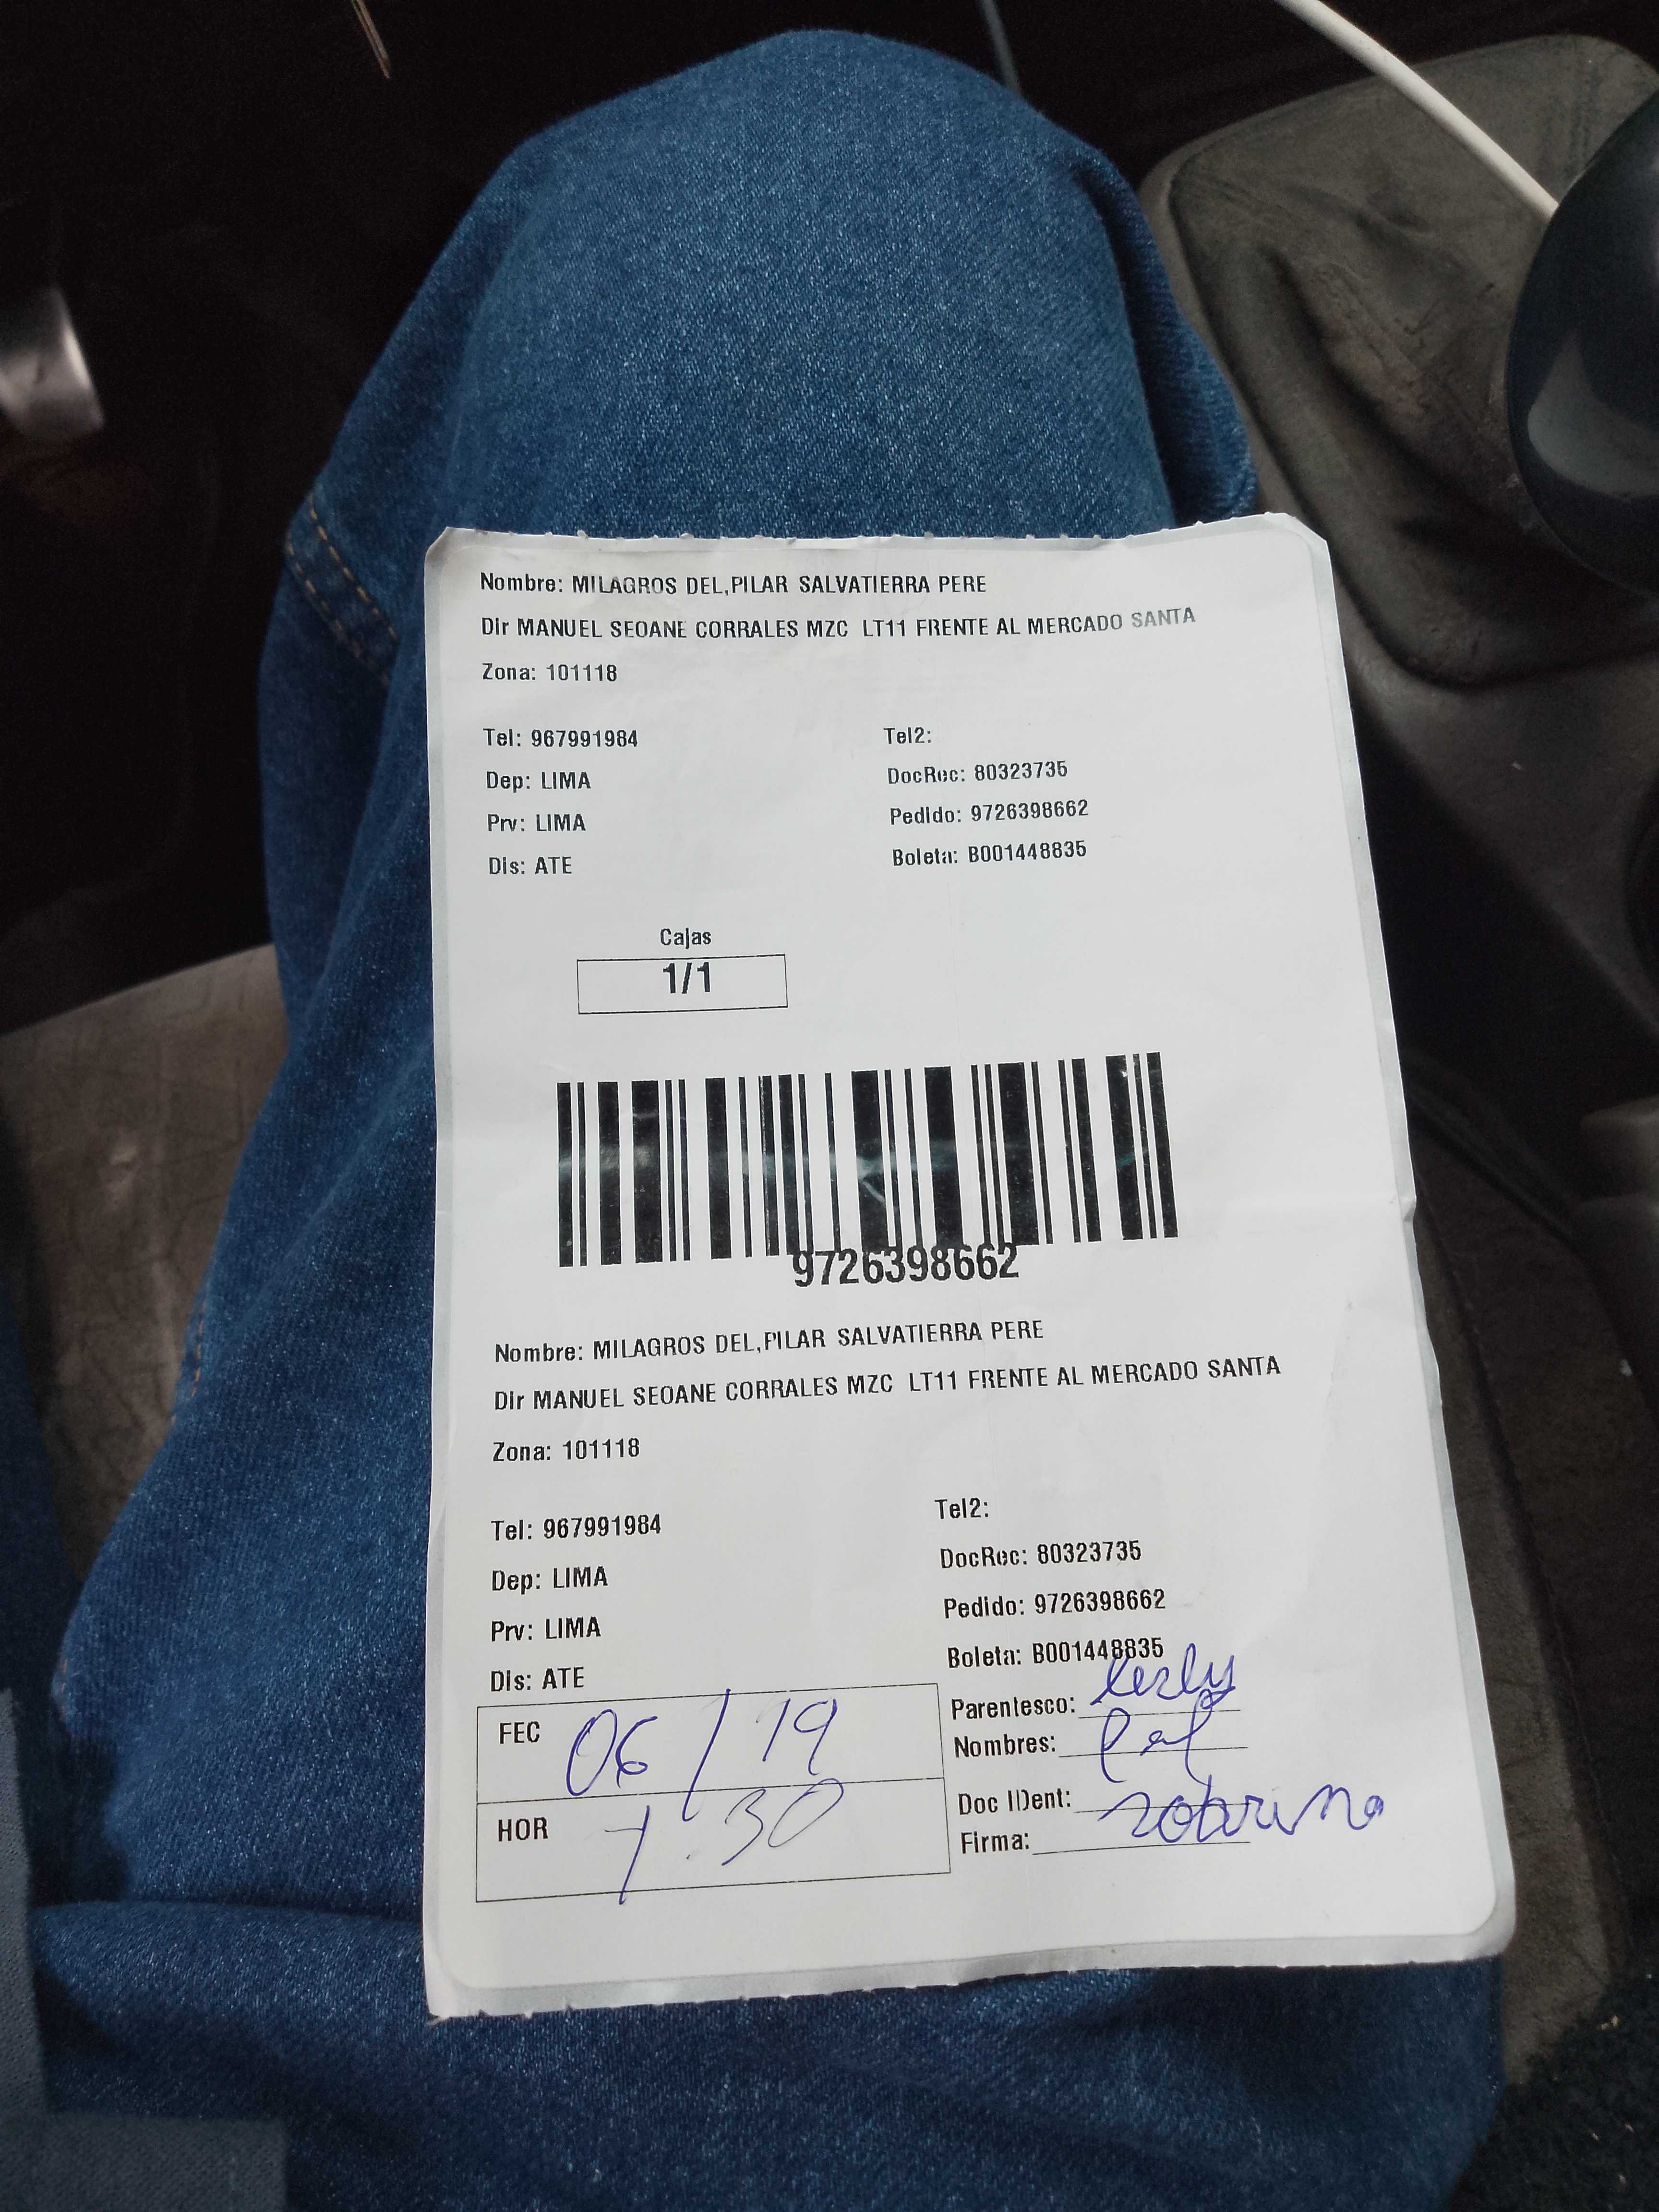 Nombre: MILAGROS DEL,PILAR SALVATIERRA PERE
Dir MANUEL SEOANE CORRALES MZC LT11 FRENTE AL MERCADO SANTA
Zona: 101118
Tel: 967991984 Tel2:
Dep: LIMA DocRec: 80323735
Prv: LIMA Pedido: 9726398662
Dis: ATE Boleta: B001448835
Cajas
1/1
9726398662
Nombre: MILAGROS DEL,PILAR SALVATIERRA PERE
Dir MANUEL SEOANE CORRALES MZC LT11 FRENTE AL MERCADO SANTA
Zona: 101118
Tel: 967991984 Tel2:
Dep: LIMA DocRec: 80323735
Prv: LIMA Pedido: 9726398662
Dis: ATE Boleta: B001448835
FEC 06/19 Parentesco: lesly
Nombres:
HOR 1.30 Doc IDent: sobrina
Firma: